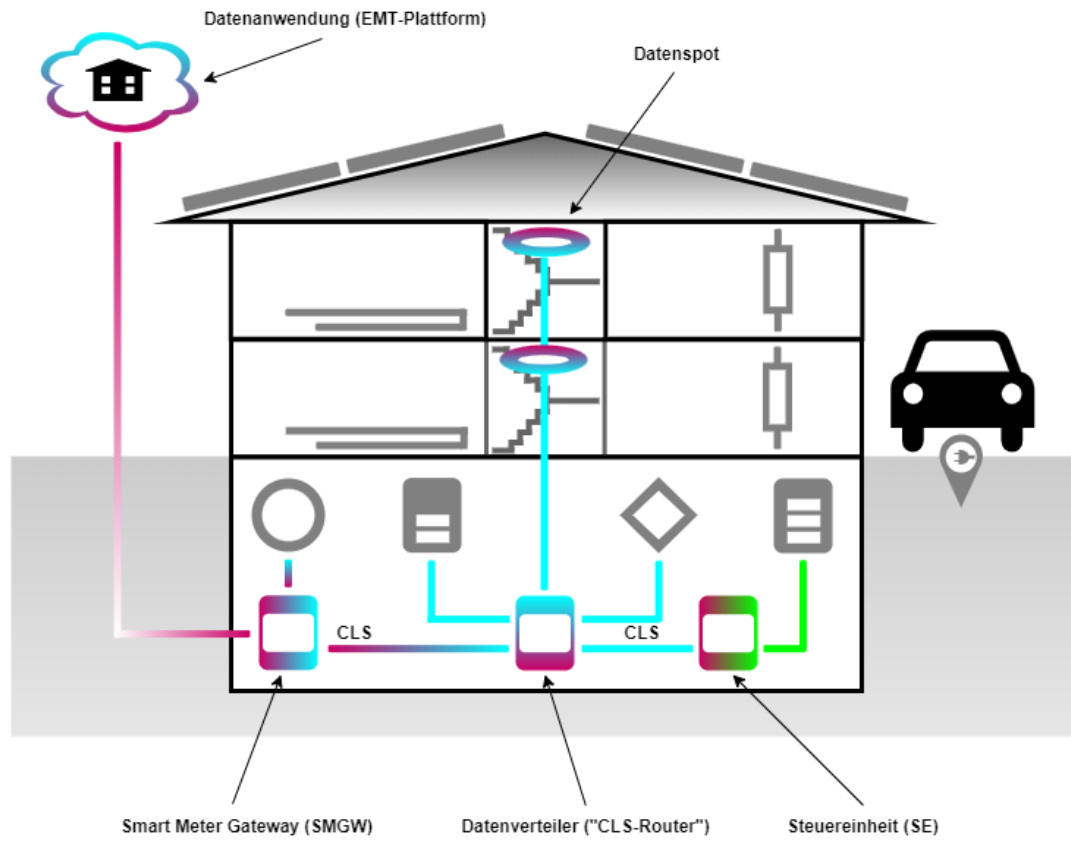 Datenanwendung (EMT-Plattform)
Datenspot
CLS
CLS
Smart Meter Gateway (SMGW)
Datenverteiler ("CLS-Router")
Steuereinheit (SE)